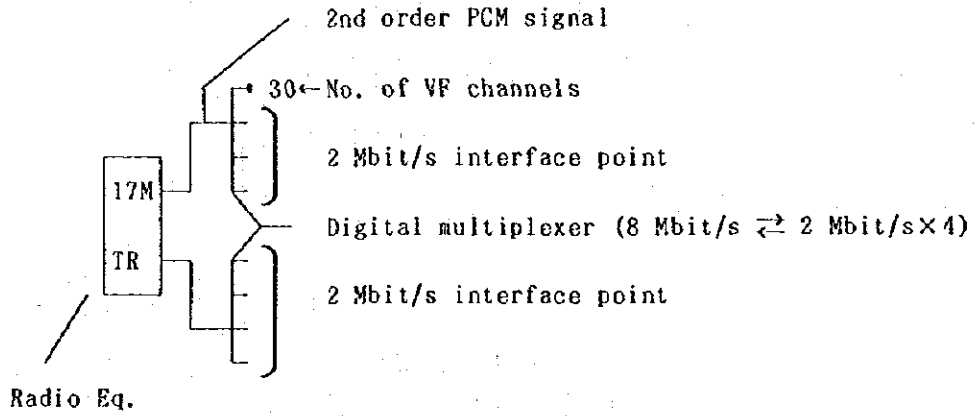 2nd order PCM signal
30←No. of VF channels
2 Mbit/s interface point
17M
Digital multiplexer (8 Mbit/s ⇄ 2 Mbit/s×4)
TR
2 Mbit/s interface point
Radio Eq.